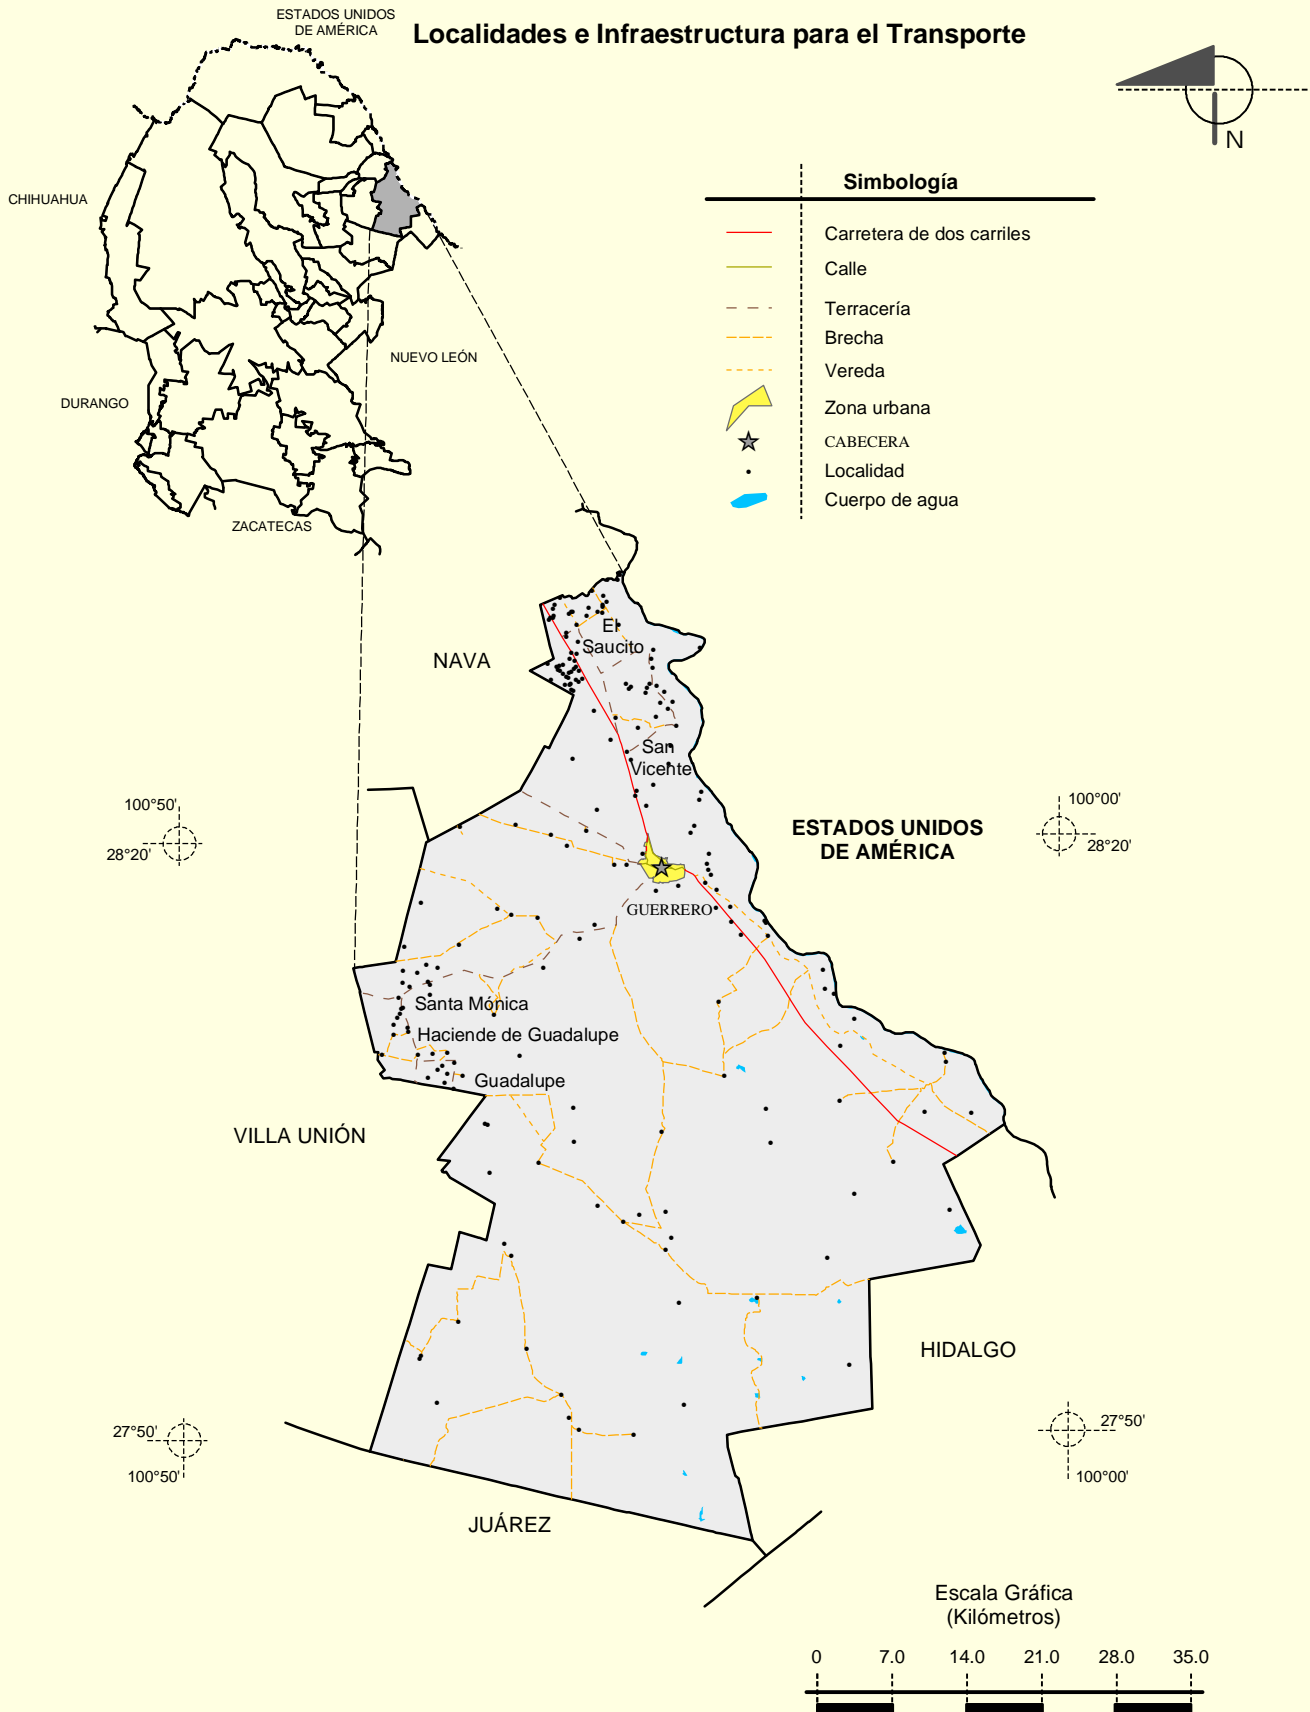 ESTADOS UNIDOS
DE AMÉRICA
Localidades e Infraestructura para el Transporte
N
CHIHUAHUA
NUEVO LEÓN
DURANGO
ZACATECAS
Simbología
Carretera de dos carriles
Calle
Terracería
Brecha
Vereda
Zona urbana
CABECERA
Localidad
Cuerpo de agua
El
Saucito
NAVA
San
Vicente
100°50'
28°20'
100°00'
28°20'
ESTADOS UNIDOS
DE AMÉRICA
GUERRERO
Santa Mónica
Haciende de Guadalupe
Guadalupe
VILLA UNIÓN
HIDALGO
27°50'
100°50'
27°50'
100°00'
JUÁREZ
Escala Gráfica
(Kilómetros)
0 7.0 14.0 21.0 28.0 35.0